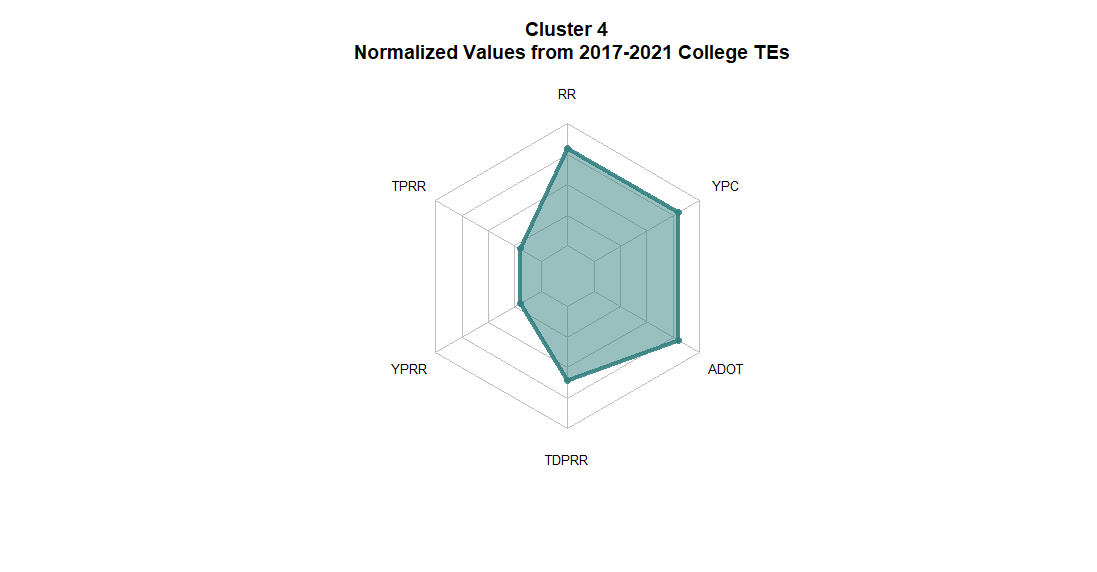 Cluster 4
Normalized Values from 2017-2021 College TEs
RR
TPRR
YPC
YPRR
ADOT
TDPRR